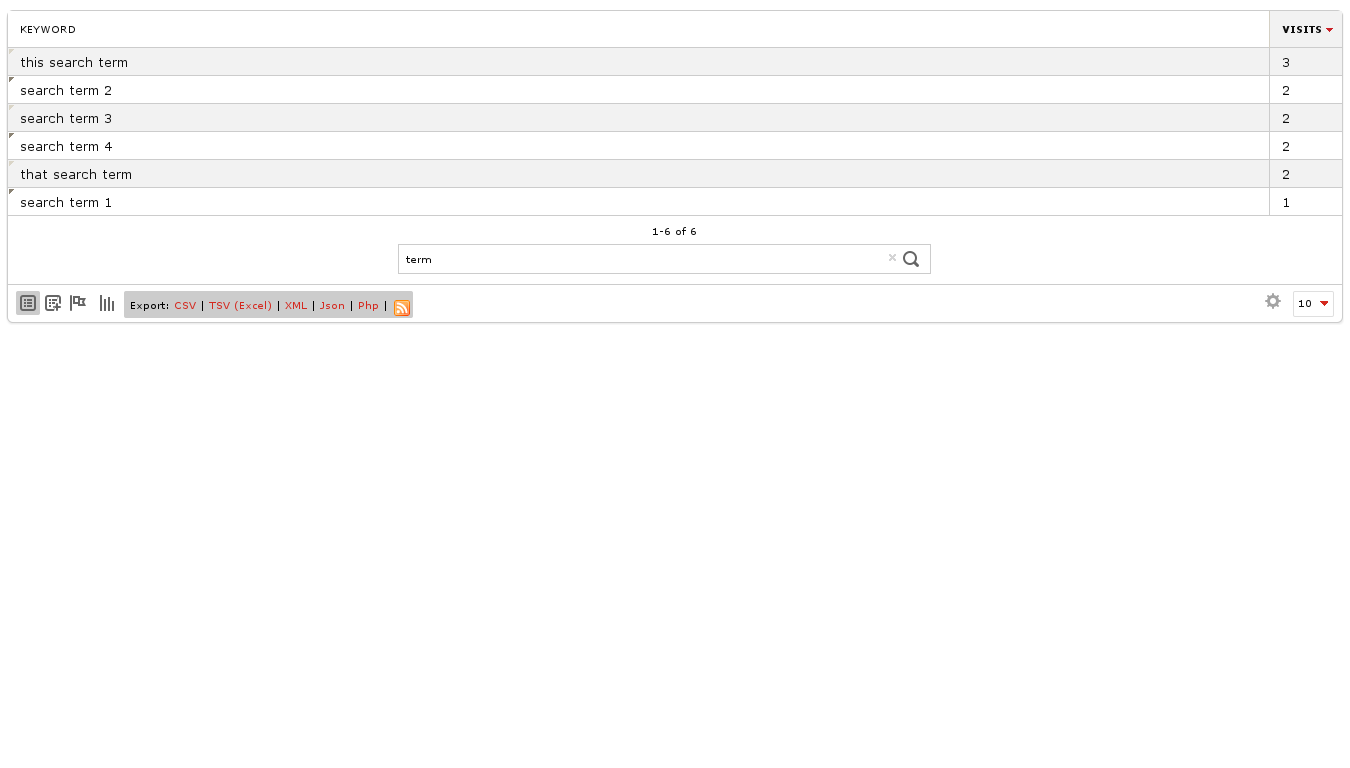 KEYWORD VISITS
this search term 3
search term 2 2
search term 3 2
search term 4 2
that search term 2
search term 1 1
1-6 of 6
term
Export: CSV | TSV (Excel) | XML | Json | Php | 10